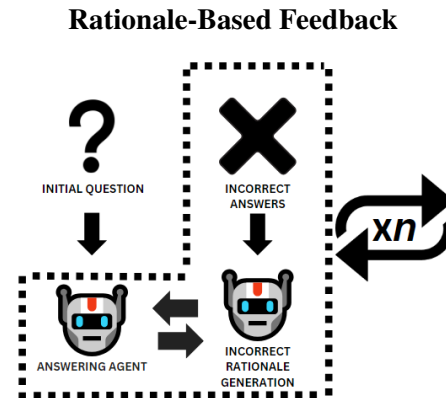 Rationale-Based Feedback
?
INITIAL QUESTION
INCORRECT
ANSWERS
xn
ANSWERING AGENT
INCORRECT
RATIONALE
GENERATION